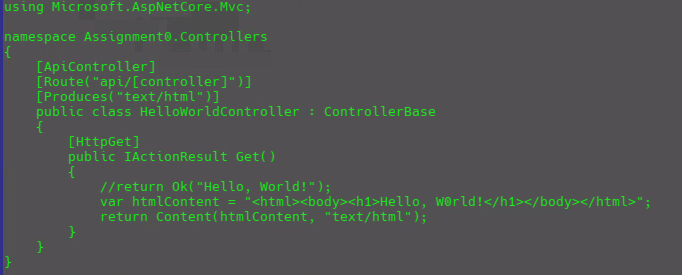 using Microsoft.AspNetCore.Mvc;
namespace Assignment0.Controllers
{
    [ApiController]
    [Route("api/[controller]")]
    [Produces("text/html")]
    public class HelloWorldController : ControllerBase
    {
        [HttpGet]
        public IActionResult Get()
        {
            //return Ok("Hello, World!");
            var htmlContent = "<html><body><h1>Hello, W0rld!</h1></body></html>";
            return Content(htmlContent, "text/html");
        }
    }
}